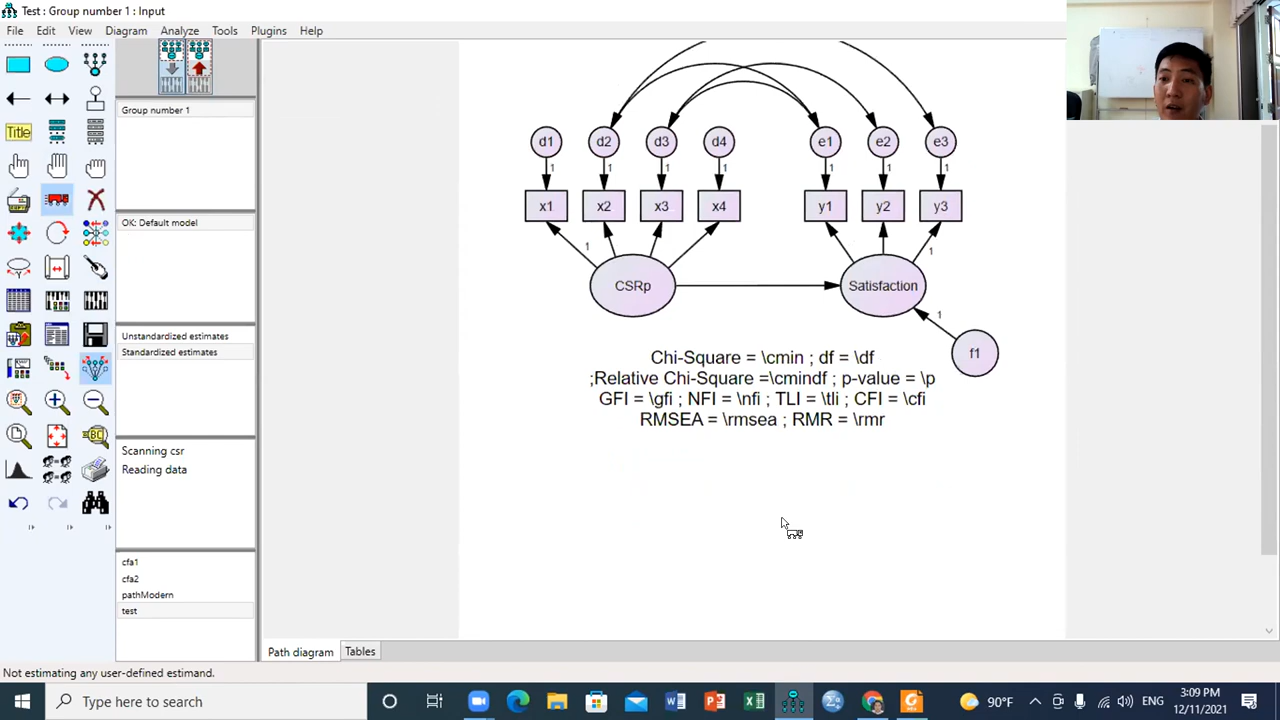 Test : Group number 1 : Input
File Edit View Diagram Analyze Tools Plugins Help
Title
Group number 1
OK: Default model
Unstandardized estimates
Standardized estimates
Scanning csr
Reading data
cfa1
cfa2
pathModern
test
d1 d2 d3 d4 e1 e2 e3
1 1 1 1 1 1 1
x1 x2 x3 x4 y1 y2 y3
1 1
CSRp Satisfaction
1
f1
Chi-Square = \cmin ; df = \df
;Relative Chi-Square =\cmindf ; p-value = \p
GFI = \gfi ; NFI = \nfi ; TLI = \tli ; CFI = \cfi
RMSEA = \rmsea ; RMR = \rmr
Path diagram Tables
Not estimating any user-defined estimand.
Type here to search
90°F
ENG
3:09 PM
12/11/2021